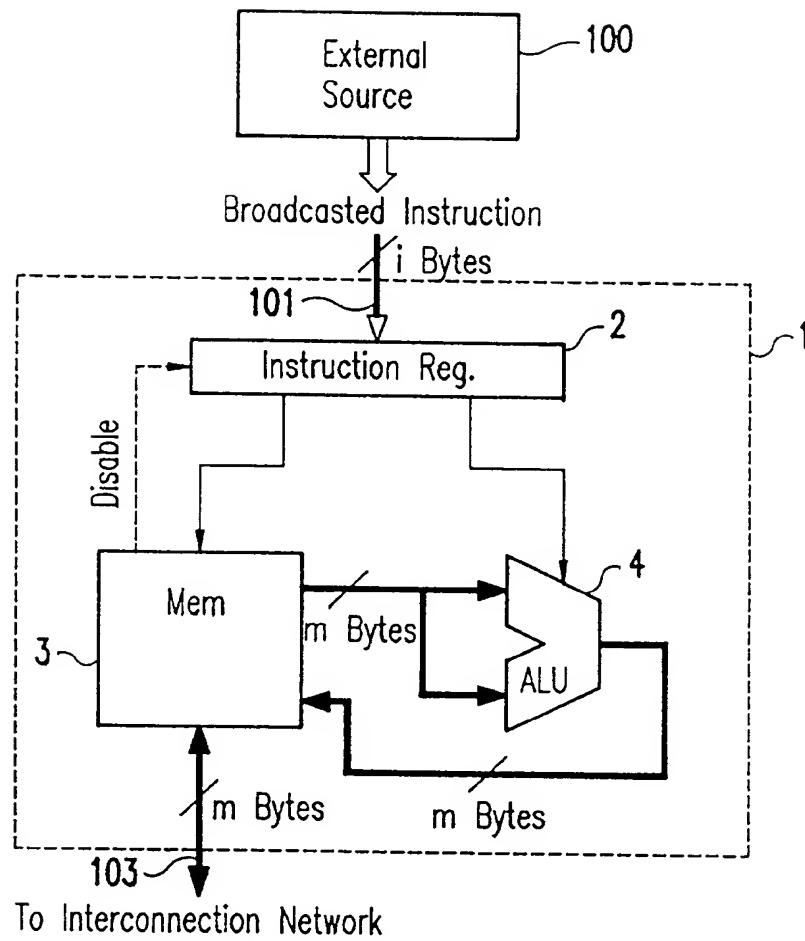 External
Source
100
Broadcasted Instruction
i Bytes
101
2
1
Instruction Reg.
Disable
Mem
m Bytes
4
3
ALU
m Bytes
m Bytes
103
To Interconnection Network